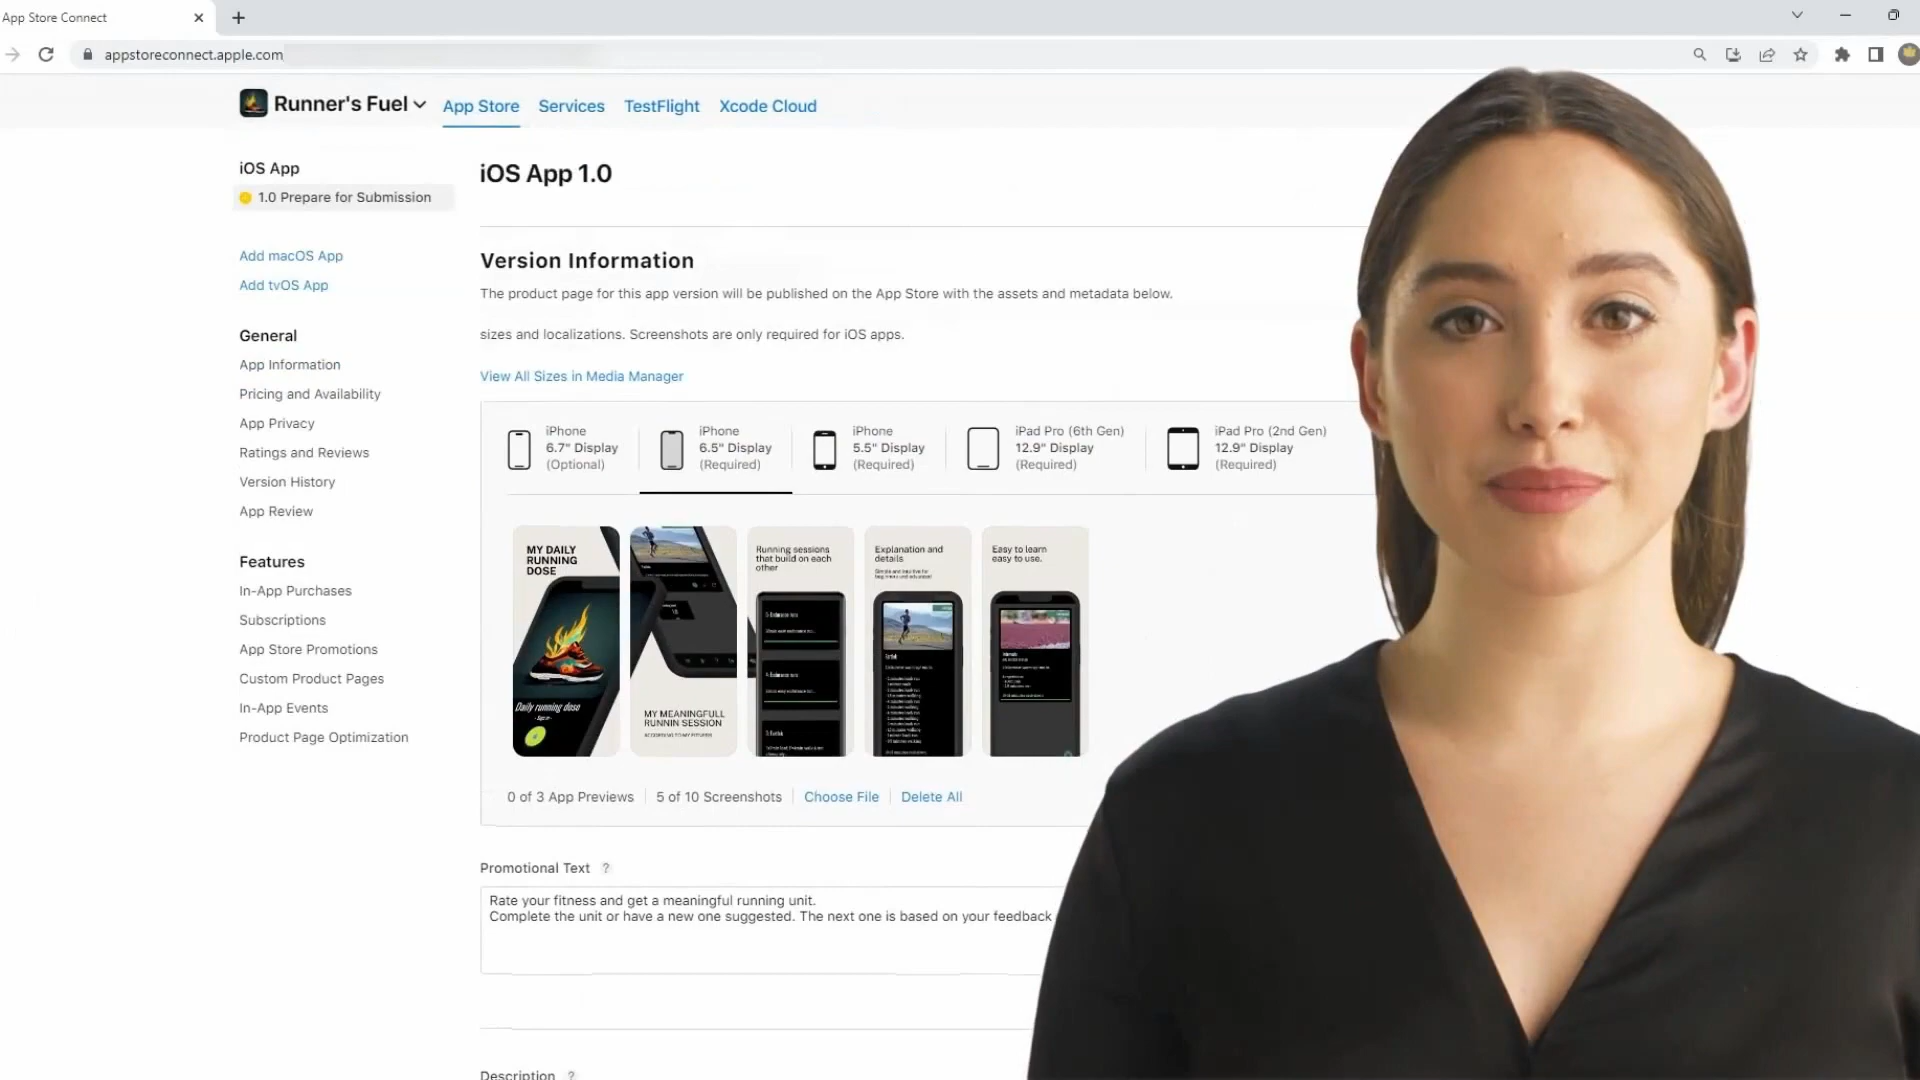 App Store Connect
appstoreconnect.apple.com
Runner's Fuel
App Store
Services
TestFlight
Xcode Cloud
iOS App
1.0 Prepare for Submission
Add macOS App
Add tvOS App
General
App Information
Pricing and Availability
App Privacy
Ratings and Reviews
Version History
App Review
Features
In-App Purchases
Subscriptions
App Store Promotions
Custom Product Pages
In-App Events
Product Page Optimization
iOS App 1.0
Version Information
The product page for this app version will be published on the App Store with the assets and metadata below.
sizes and localizations. Screenshots are only required for iOS apps.
View All Sizes in Media Manager
iPhone
6.7" Display
(Optional)
iPhone
6.5" Display
(Required)
iPhone
5.5" Display
(Required)
iPad Pro (6th Gen)
12.9" Display
(Required)
iPad Pro (2nd Gen)
12.9" Display
(Required)
MY DAILY
RUNNING
DOSE
Daily running dose
MY MEANINGFULL
RUNNIN SESSION
ACCORDING TO MY FITNESS
Running sessions
that build on each
other
Explanation and
details
Easy to learn
easy to use.
0 of 3 App Previews
5 of 10 Screenshots
Choose File
Delete All
Promotional Text ?
Rate your fitness and get a meaningful running unit.
Complete the unit or have a new one suggested. The next one is based on your feedback
Description ?